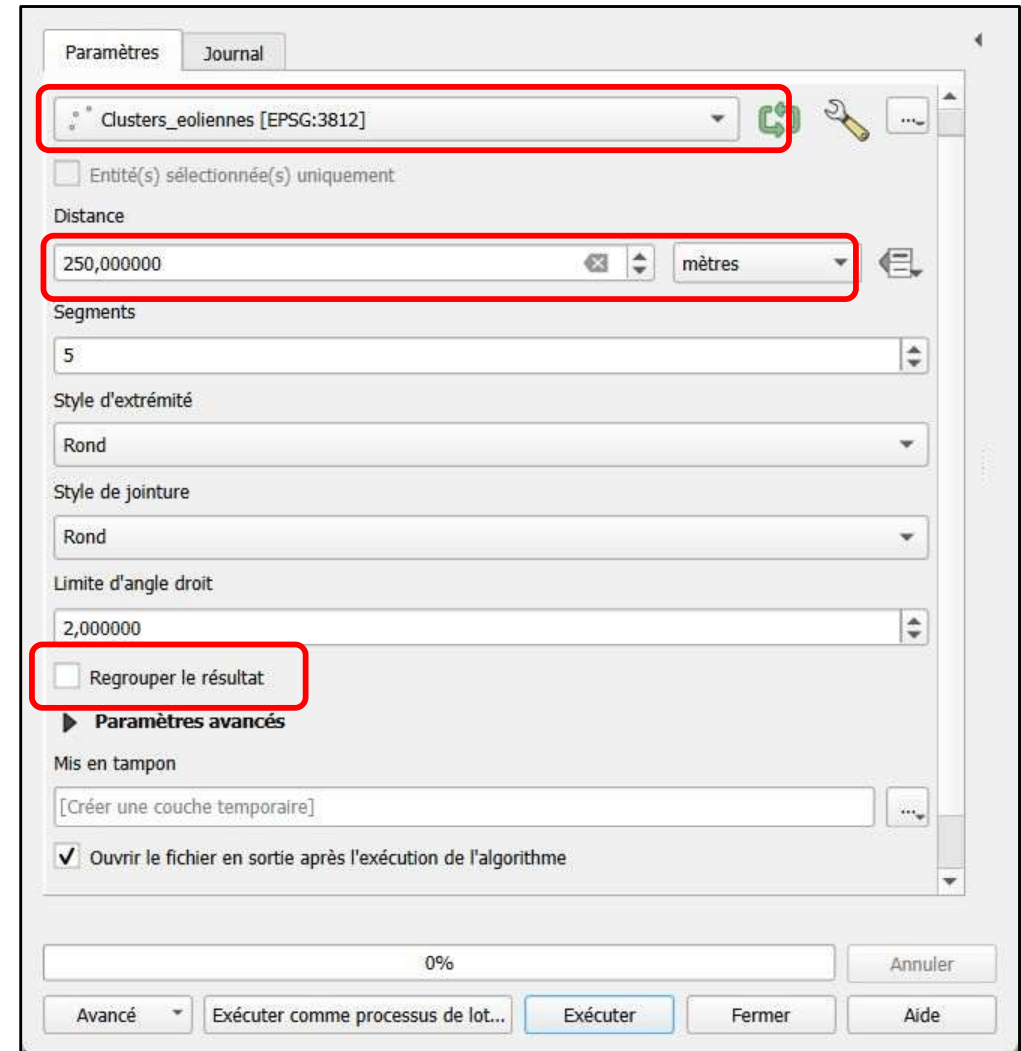 Paramètres Journal
Clusters_eoliennes [EPSG:3812]
...
Entité(s) sélectionnée(s) uniquement
Distance
250,000000 mètres
Segments
5
Style d'extrémité
Rond
Style de jointure
Rond
Limite d'angle droit
2,000000
Regrouper le résultat
Paramètres avancés
Mis en tampon
[Créer une couche temporaire] ...
Ouvrir le fichier en sortie après l'exécution de l'algorithme
0% Annuler
Avancé Exécuter comme processus de lot... Exécuter Fermer Aide